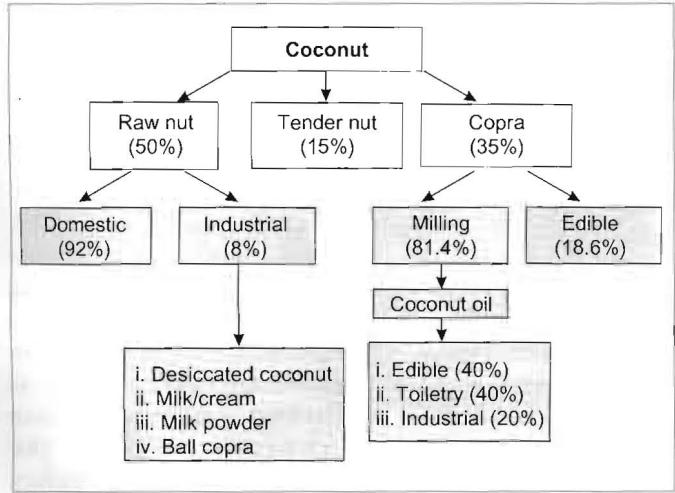 Coconut
Raw nut
(50%)
Tender nut
(15%)
Copra
(35%)
Domestic
(92%)
Industrial
(8%)
Milling
(81.4%)
Edible
(18.6%)
Coconut oil
i. Desiccated coconut
ii. Milk/cream
iii. Milk powder
iv. Ball copra
i. Edible (40%)
ii. Toiletry (40%)
iii. Industrial (20%)